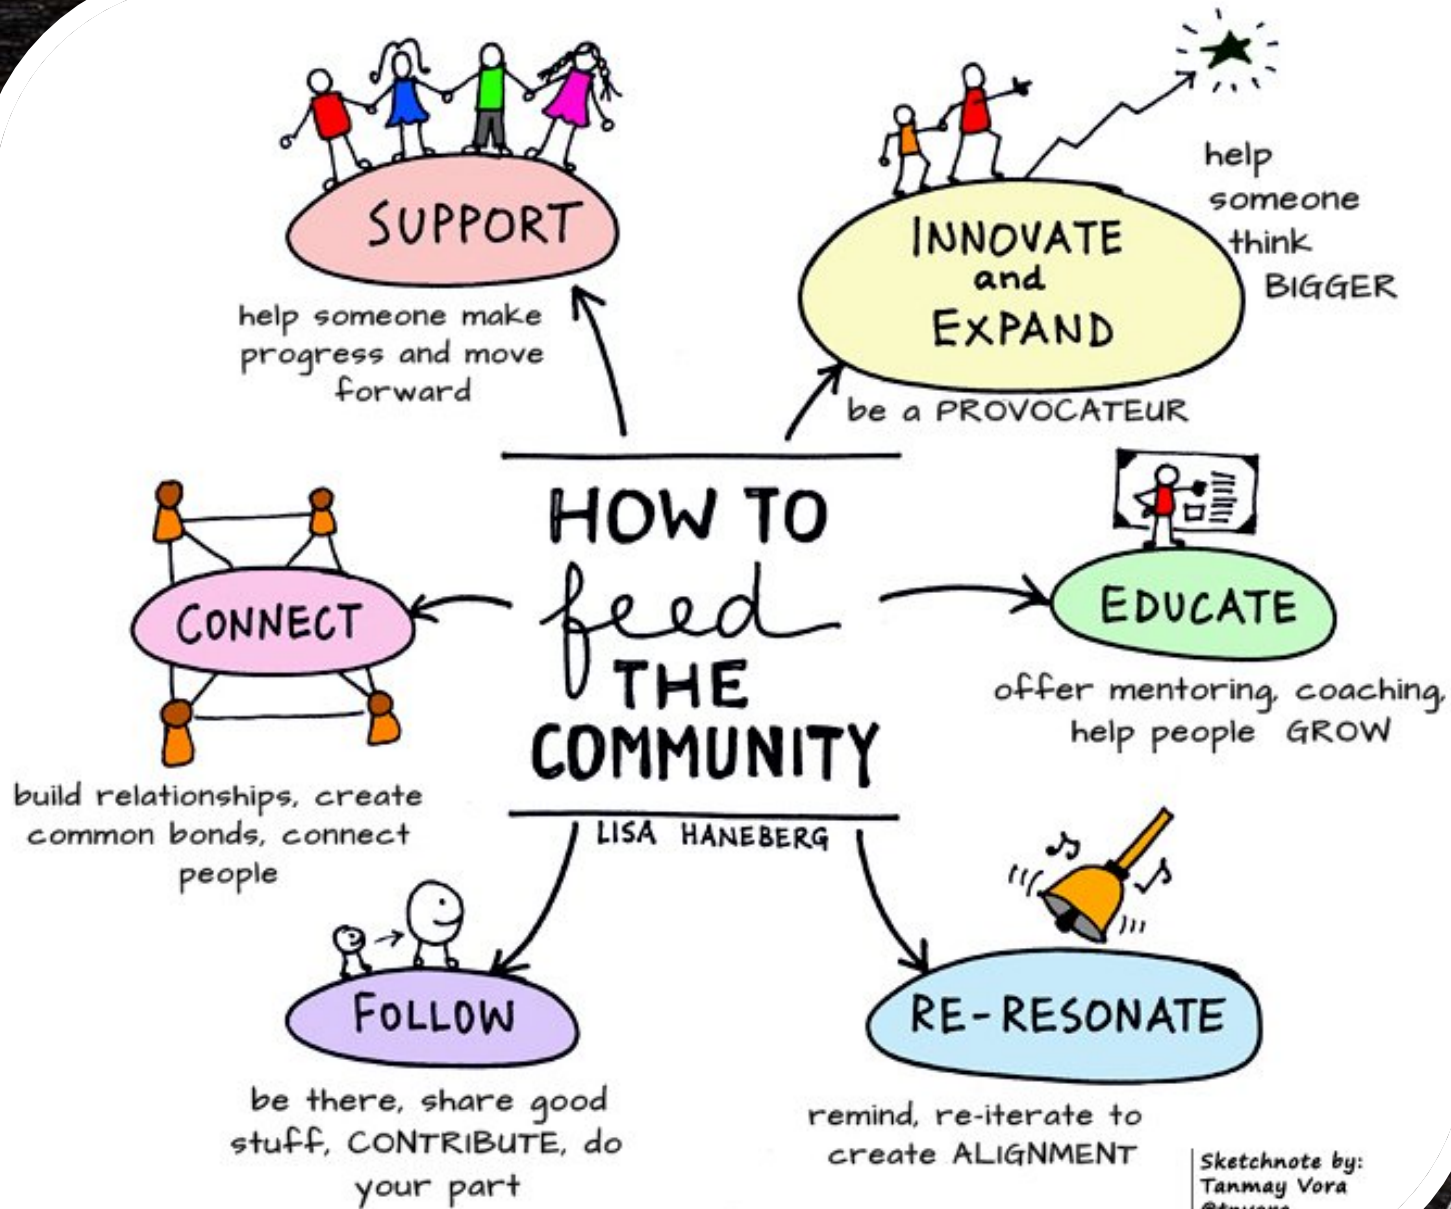 SUPPORT
help someone make
progress and move
forward
INNOVATE
and
EXPAND
help
someone
think
BIGGER
be a PROVOCATEUR
HOW TO
feed
THE
COMMUNITY
LISA HANEBERG
CONNECT
build relationships, create
common bonds, connect
people
EDUCATE
offer mentoring, coaching,
help people GROW
FOLLOW
be there, share good
stuff, CONTRIBUTE, do
your part
RE-RESONATE
remind, re-iterate to
create ALIGNMENT
Sketchnote by:
Tanmay Vora